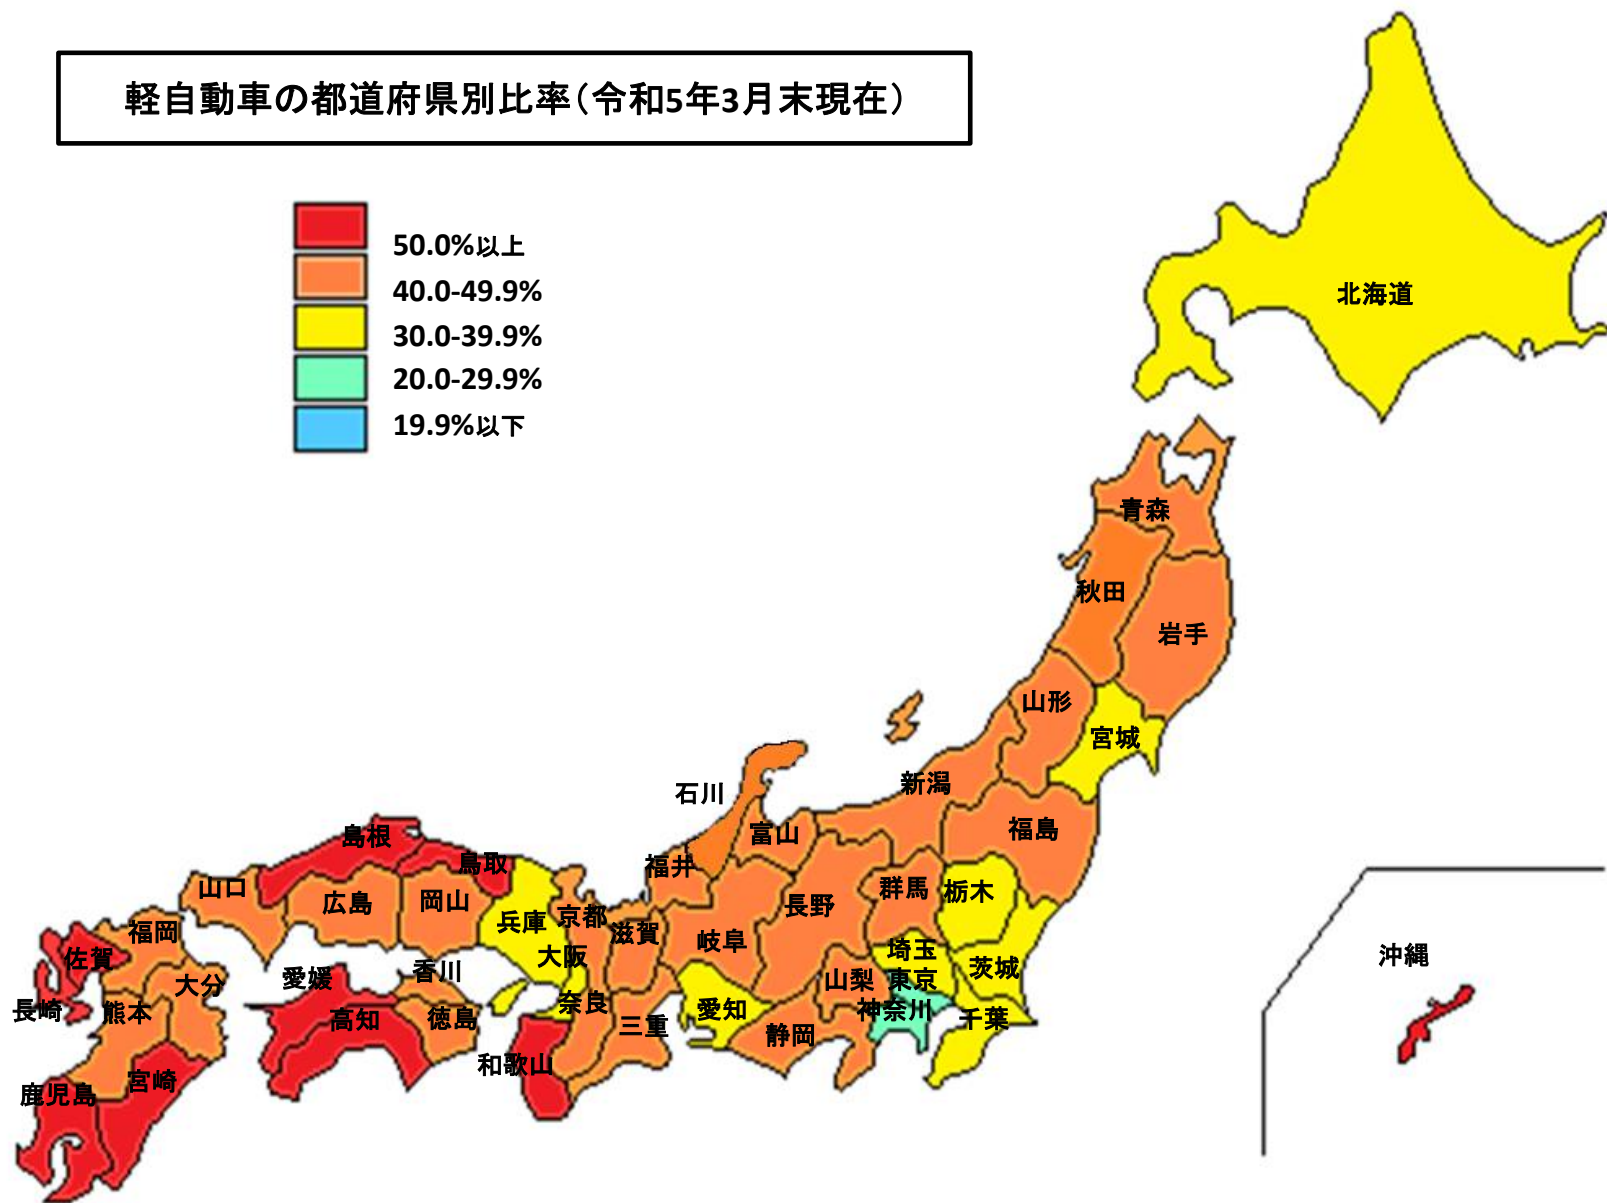 軽自動車の都道府県別比率(令和5年3月末現在)
50.0%以上
40.0-49.9%
30.0-39.9%
20.0-29.9%
19.9%以下
北海道
青森
秋田
岩手
山形
宮城
新潟
福島
石川
富山
福井
群馬
栃木
長野
岐阜
埼玉
茨城
東京
山梨
神奈川
千葉
愛知
静岡
島根
鳥取
山口
広島
岡山
兵庫
京都
滋賀
大阪
奈良
三重
和歌山
香川
愛媛
高知
徳島
福岡
佐賀
大分
長崎
熊本
宮崎
鹿児島
沖縄